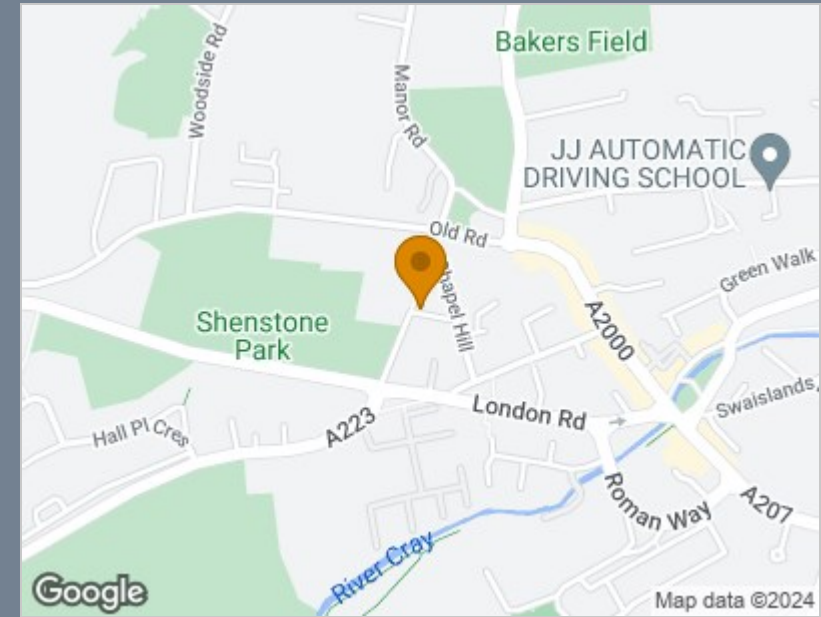 Woodside Rd
Bakers Field
Manor Rd
JJ AUTOMATIC
DRIVING SCHOOL
Old Rd
Chapel Hill
Green Walk
Shenstone
Park
A2000
Swaislands,
London Rd
A223
Hall Pl Cres
Roman Way
A207
River Cray
Google
Map data ©2024